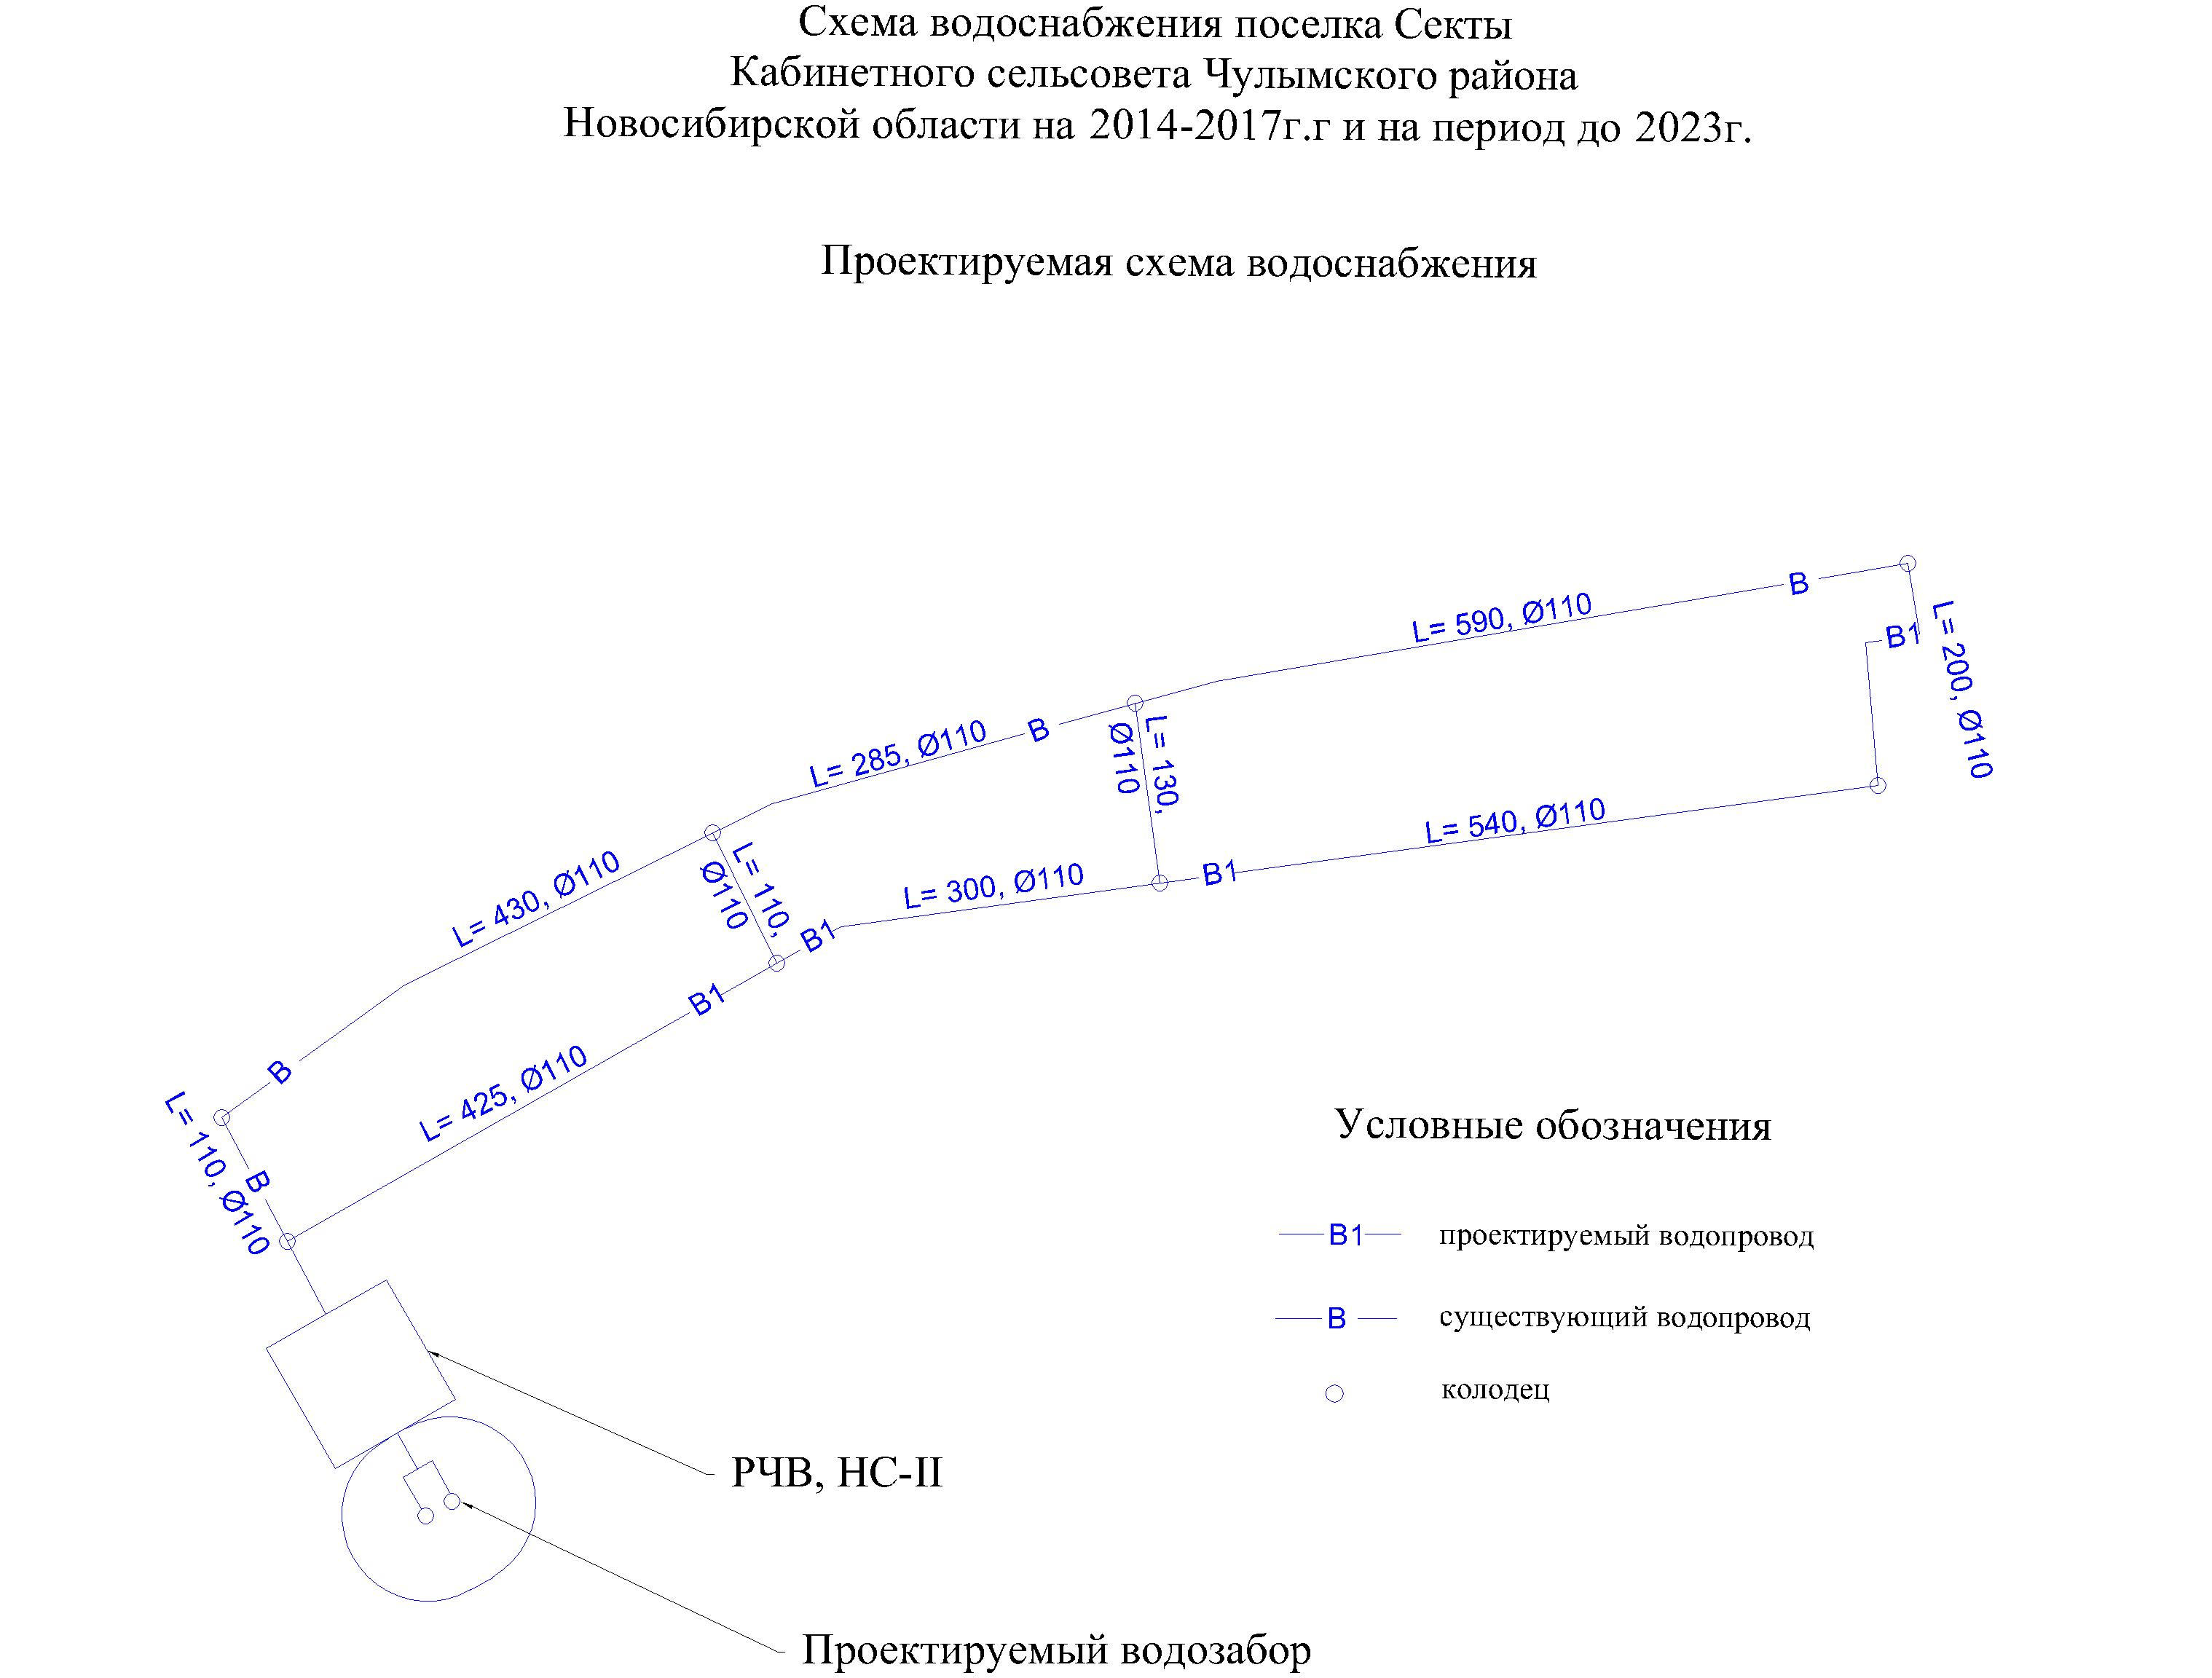 Схема водоснабжения поселка Секты
Кабинетного сельсовета Чулымского района
Новосибирской области на 2014-2017г.г и на период до 2023г.
Проектируемая схема водоснабжения
B
L= 590, Ø110
B1
L= 200, Ø110
B
L= 285, Ø110
L= 130,
Ø110
L= 540, Ø110
B1
L= 300, Ø110
L= 430, Ø110
L= 110,
Ø110
B1
B1
B
L= 425, Ø110
L= 110, Ø110
B
Условные обозначения
B1 проектируемый водопровод
B существующий водопровод
колодец
РЧВ, НС-II
Проектируемый водозабор